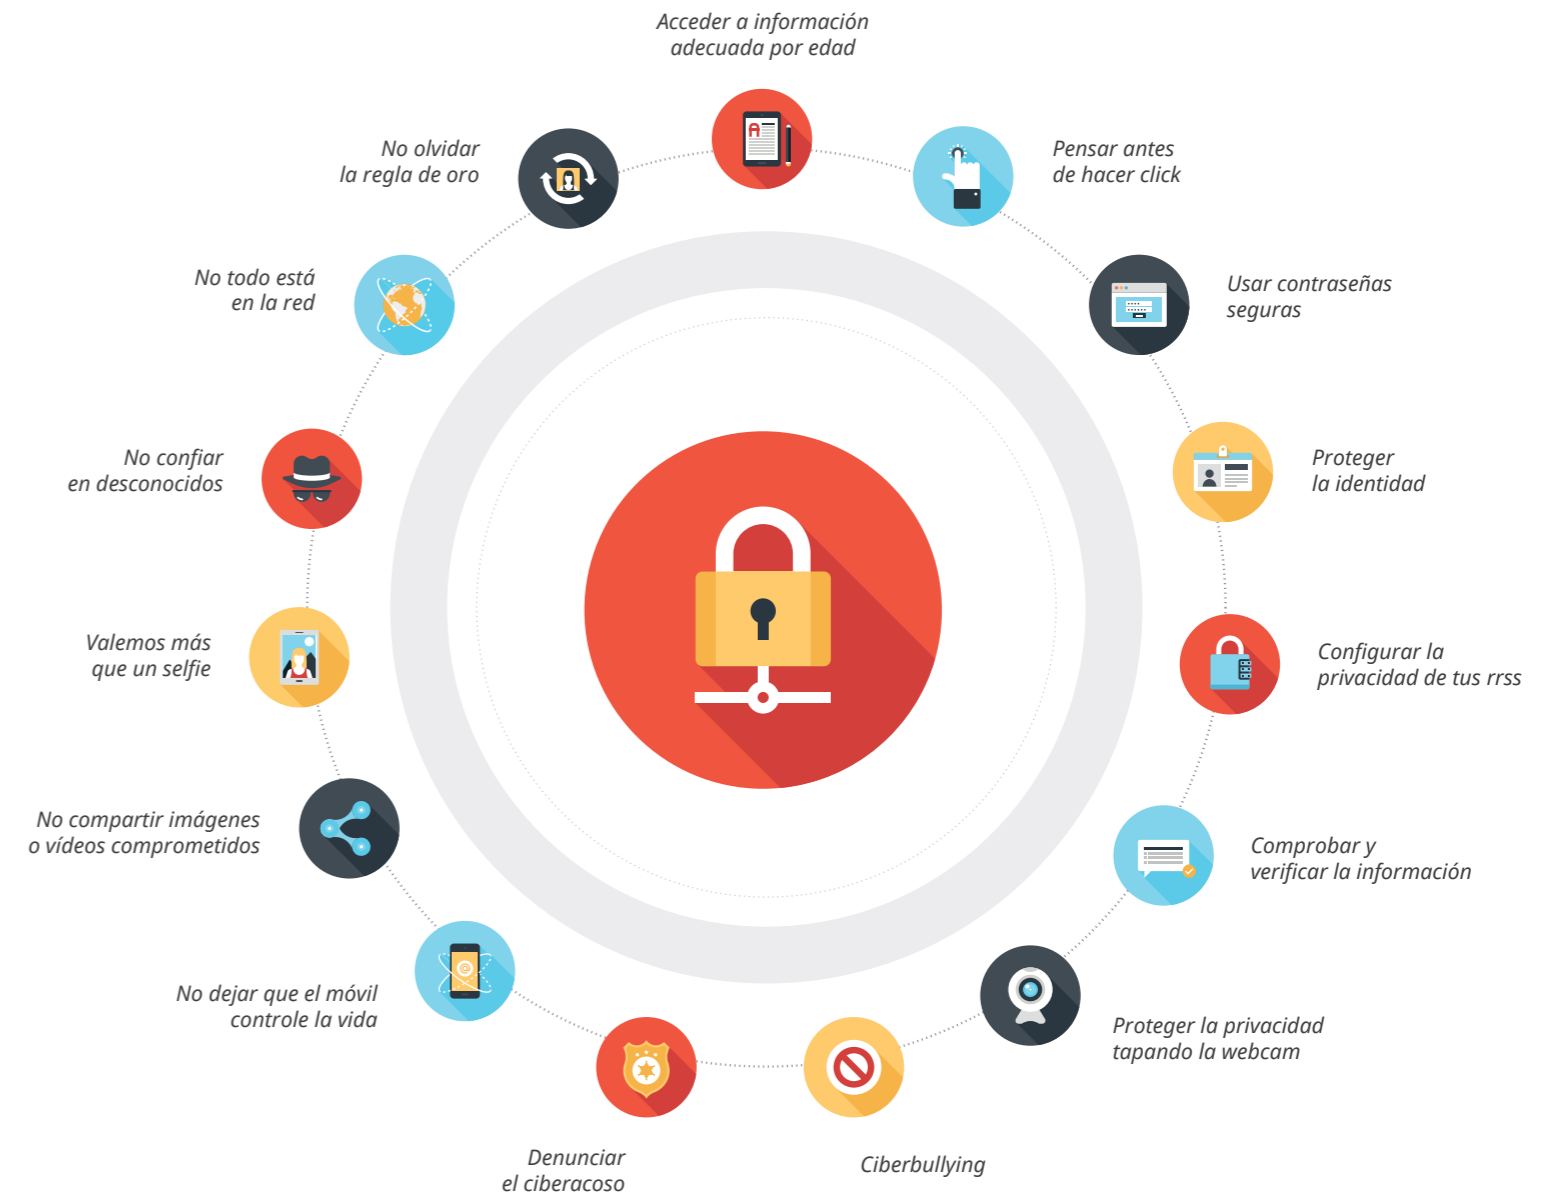 Acceder a información
adecuada por edad
Pensar antes
de hacer click
Usar contraseñas
seguras
Proteger
la identidad
Configurar la
privacidad de tus rrss
Comprobar y
verificar la información
Proteger la privacidad
tapando la webcam
Ciberbullying
Denunciar
el ciberacoso
No dejar que el móvil
controle la vida
No compartir imágenes
o vídeos comprometidos
Valemos más
que un selfie
No confiar
en desconocidos
No todo está
en la red
No olvidar
la regla de oro